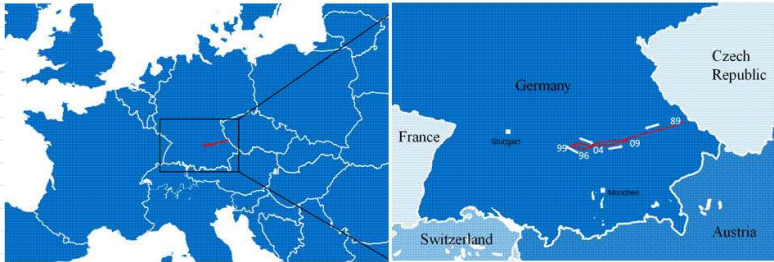 Czech
Republic
Germany
89
France
Stuttgart
09
04
99
96
München
Switzerland
Austria